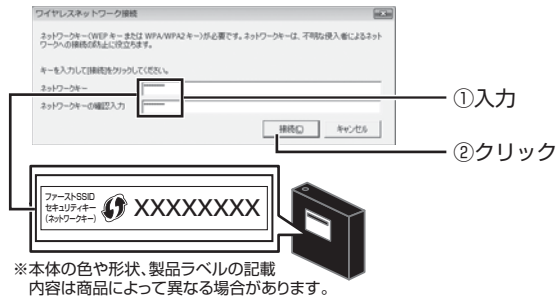 ワイヤレスネットワーク接続
ネットワークキー(WEP キーまたは WPA/WPA2 キー)が必要です。ネットワークキーは、不明な侵入者によるネット
ワークへの接続の防止に役立ちます。
キーを入力して[接続]をクリックしてください。
ネットワークキー
ネットワークキーの確認入力
①入力
接続(C)
キャンセル
②クリック
ファーストSSID
セキュリティキー
(ネットワークキー)
XXXXXXXX
※本体の色や形状、製品ラベルの記載
内容は商品によって異なる場合があります。